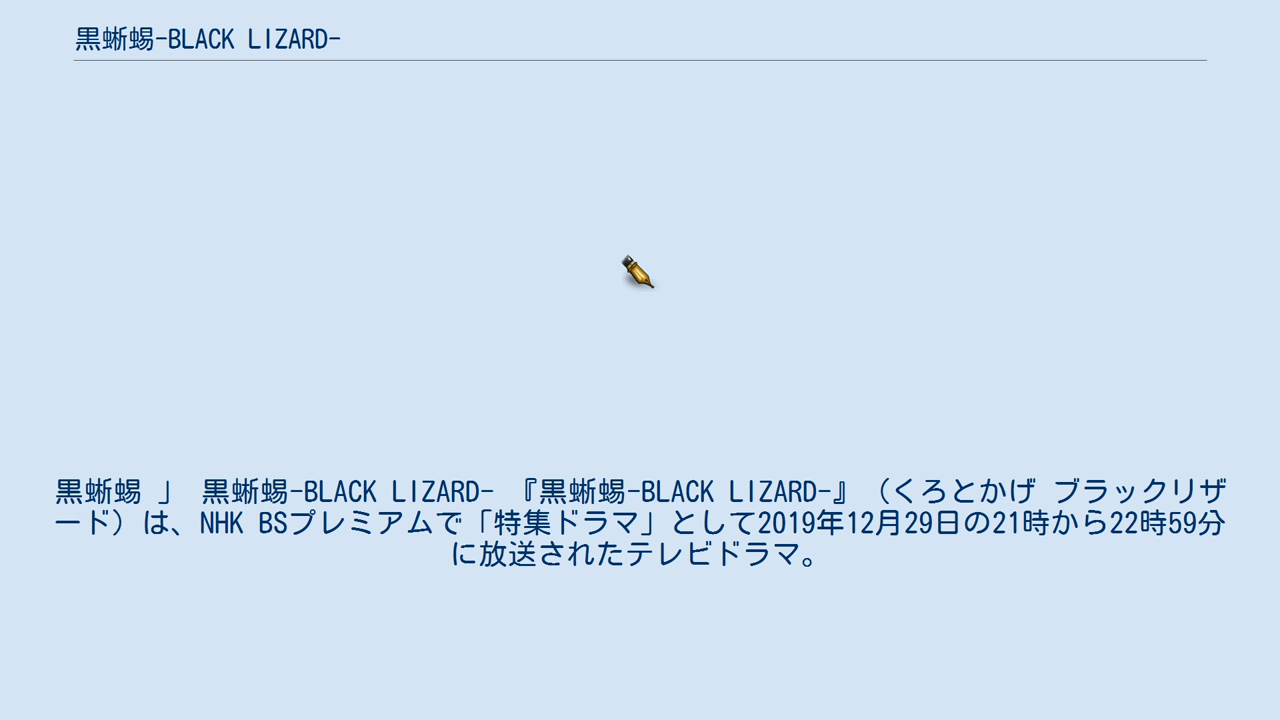 黒蜥蜴-BLACK LIZARD-
黒蜥蜴 」 黒蜥蜴-BLACK LIZARD- 『黒蜥蜴-BLACK LIZARD-』（くろとかげ ブラックリザ
ード）は、NHK BSプレミアムで「特集ドラマ」として2019年12月29日の21時から22時59分
に放送されたテレビドラマ。